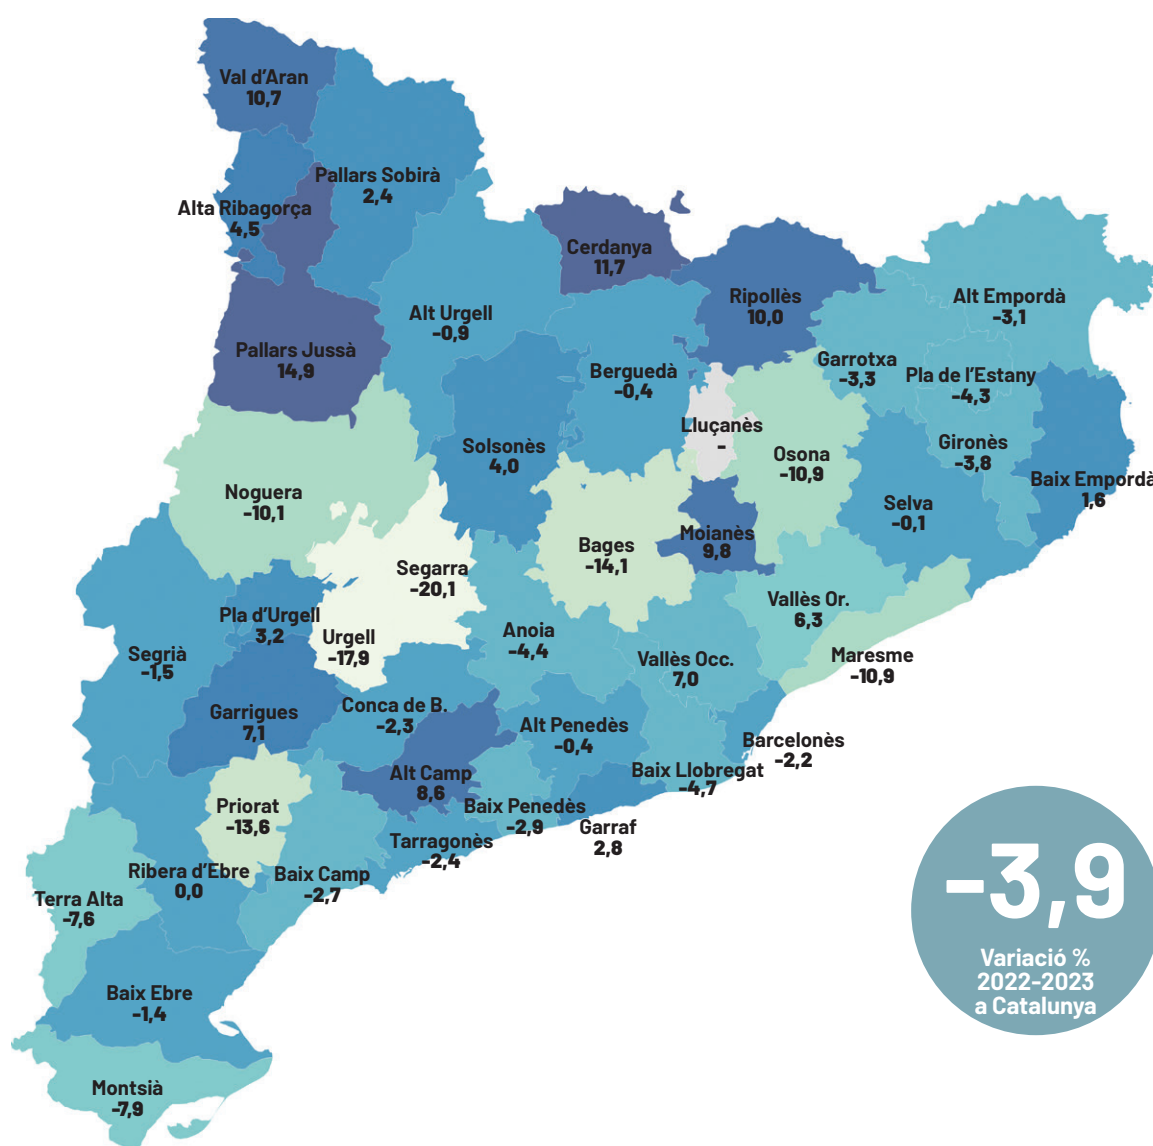 Val d'Aran
10,7
Pallars Sobirà
2,4
Alta Ribagorça
4,5
Cerdanya
11,7
Ripollès
10,0
Alt Empordà
-3,1
Alt Urgell
-0,9
Pallars Jussà
14,9
Berguedà
-0,4
Garrotxa
-3,3
Pla de l'Estany
-4,3
Lluçanès
-
Solsonès
4,0
Osona
-10,9
Gironès
-3,8
Baix Empordà
1,6
Noguera
-10,1
Selva
-0,1
Moianès
9,8
Bages
-14,1
Segarra
-20,1
Vallès Or.
6,3
Pla d'Urgell
3,2
Urgell
-17,9
Anoia
-4,4
Segrià
-1,5
Vallès Occ.
7,0
Maresme
-10,9
Garrigues
7,1
Conca de B.
-2,3
Alt Penedès
-0,4
Barcelonès
-2,2
Alt Camp
8,6
Baix Llobregat
-4,7
Priorat
-13,6
Baix Penedès
-2,9
Garraf
2,8
Tarragonès
-2,4
Ribera d'Ebre
0,0
Baix Camp
-2,7
Terra Alta
-7,6
Baix Ebre
-1,4
Montsià
-7,9
-3,9
Variació %
2022-2023
a Catalunya